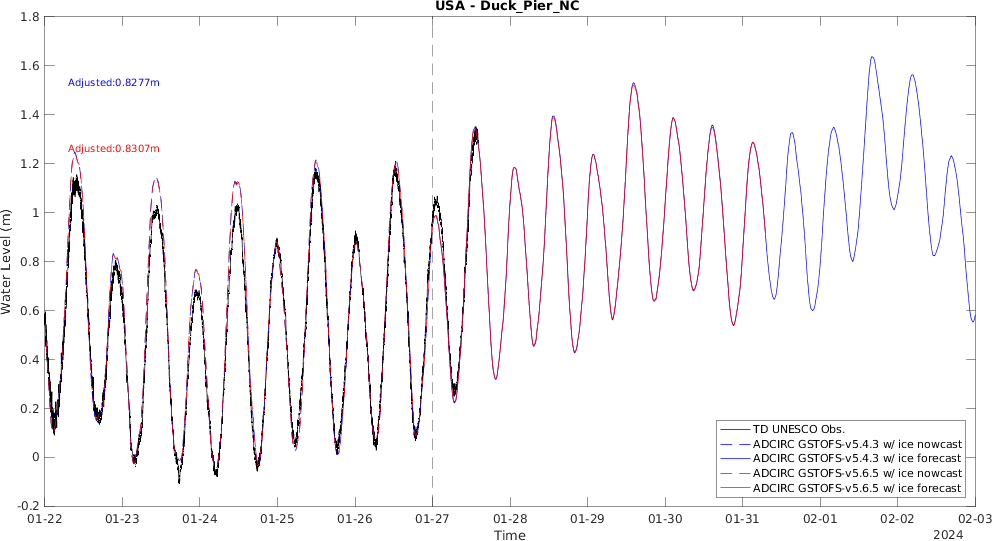 USA - Duck_Pier_NC
1.8
1.6
1.4
1.2
1
0.8
0.6
0.4
0.2
0
-0.2
Water Level (m)
Adjusted:0.8277m
Adjusted:0.8307m
TD UNESCO Obs.
ADCIRC GSTOFS-v5.4.3 w/ ice nowcast
ADCIRC GSTOFS-v5.4.3 w/ ice forecast
ADCIRC GSTOFS-v5.6.5 w/ ice nowcast
ADCIRC GSTOFS-v5.6.5 w/ ice forecast
01-22 01-23 01-24 01-25 01-26 01-27 01-28 01-29 01-30 01-31 02-01 02-02 02-03
Time
2024